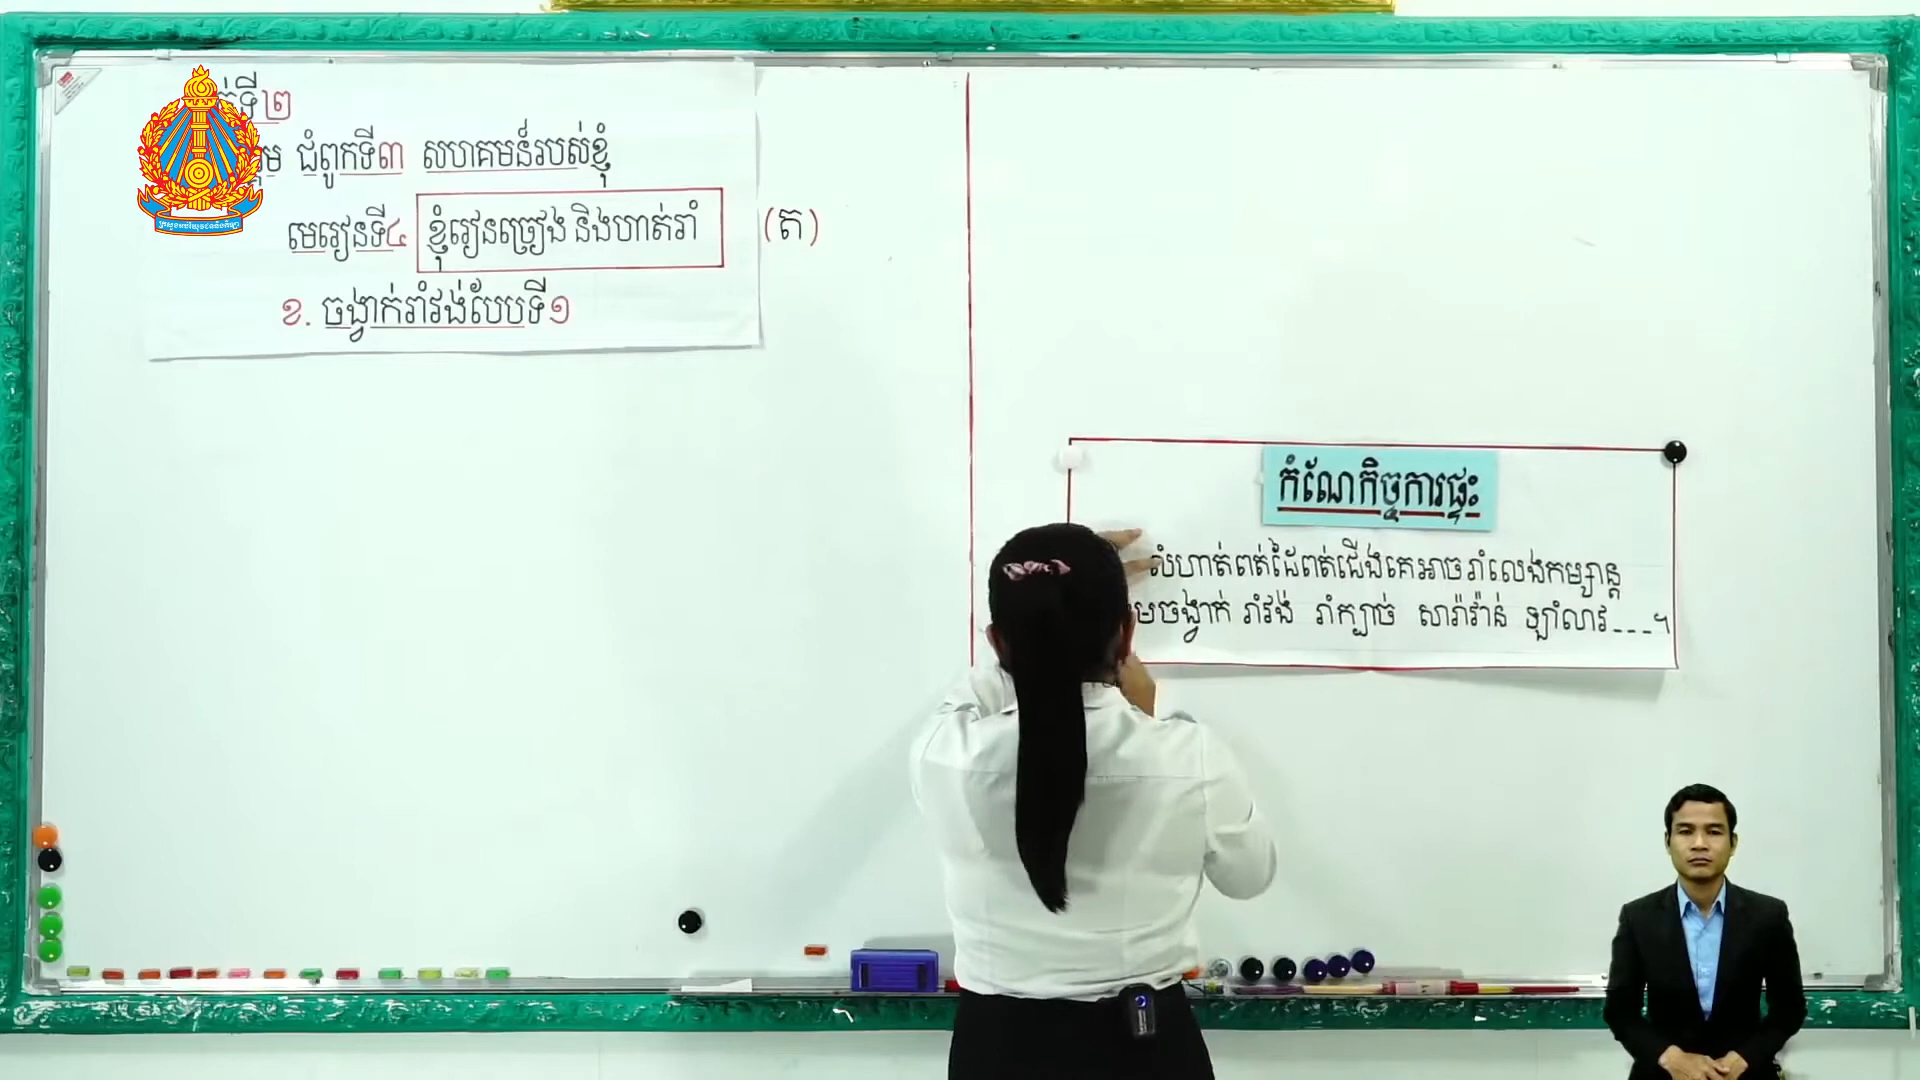 ទី២
ជំពូកទី៣ សហគមន៍របស់ខ្ញុំ
មេរៀនទី៤ ខ្ញុំរៀនច្រៀង និងហាត់រាំ (ត)
ខ. ចង្វាក់រាំវង់បែបទី១
កំណែកិច្ចការផ្ទះ
លំហាត់ពត់ដៃពត់ជើងគេអាចរាំលេងកម្សាន្ត
ចង្វាក់ រាំវង់ រាំក្បាច់ សារ៉ាវ៉ាន់ ឡាំលាវ---។